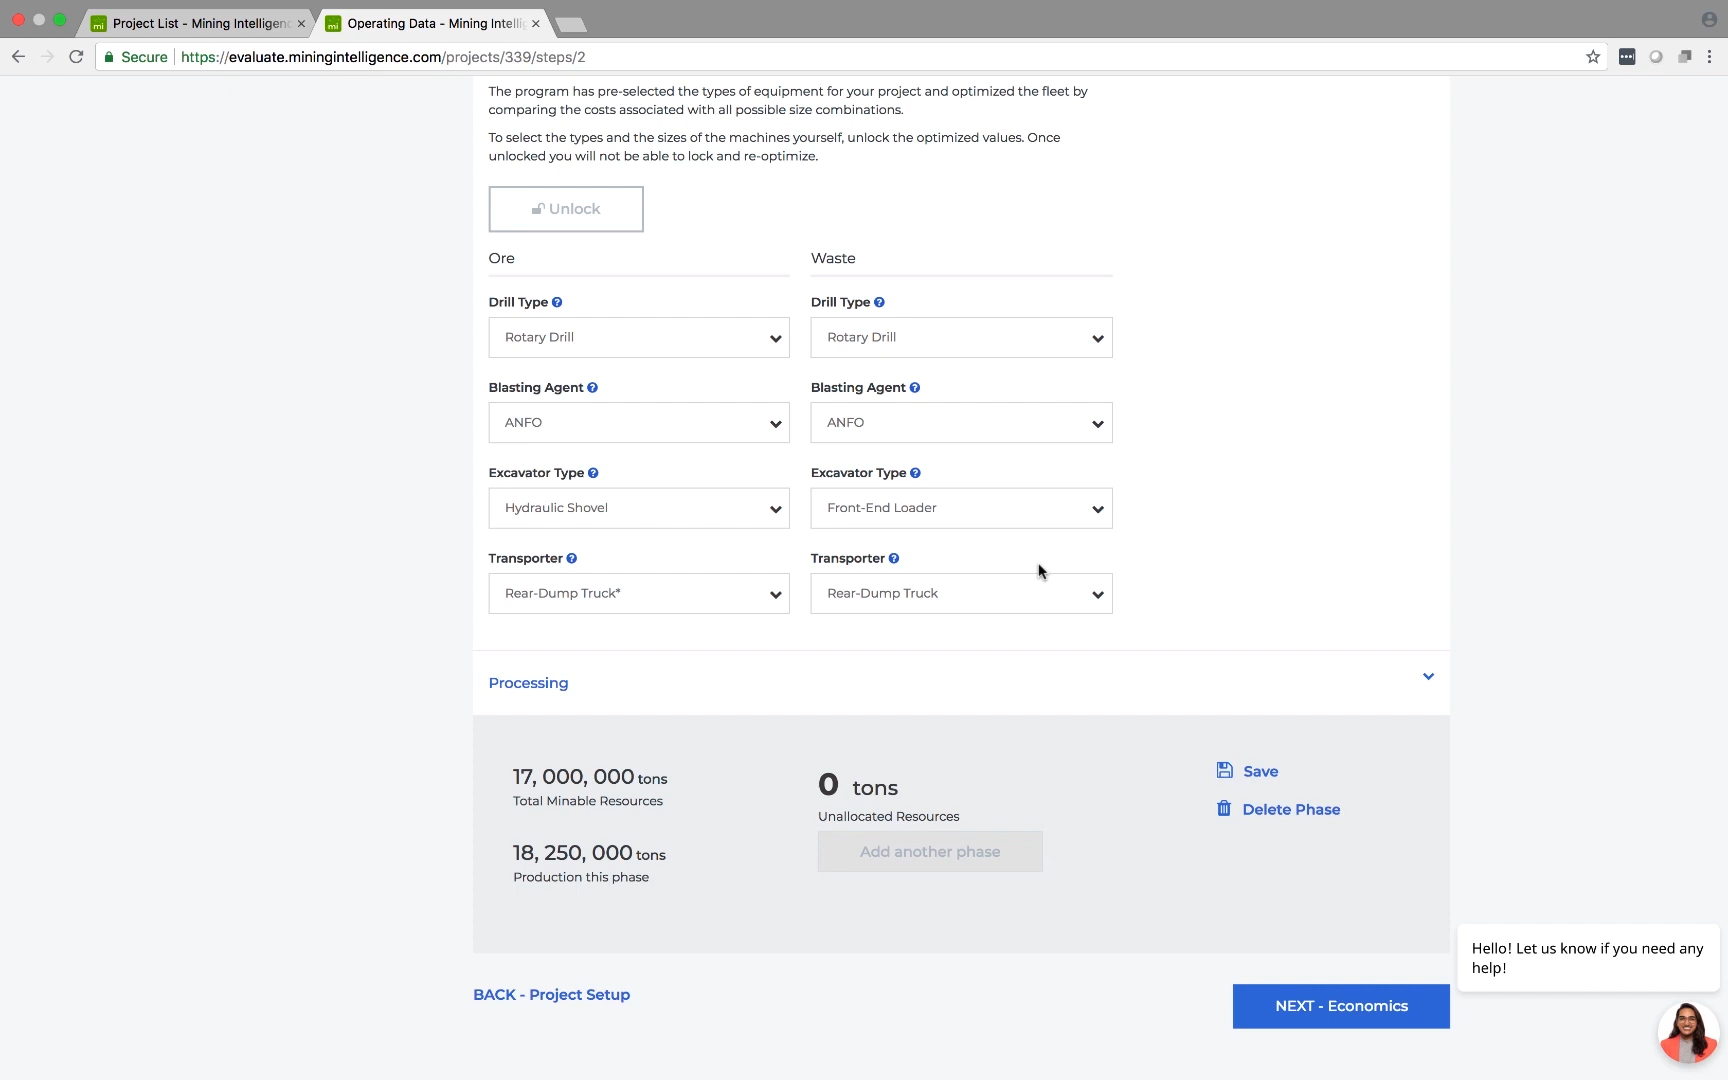 Project List - Mining Intelligenc
Operating Data - Mining Intelli
Secure
https://evaluate.miningintelligence.com/projects/339/steps/2
The program has pre-selected the types of equipment for your project and optimized the fleet by
comparing the costs associated with all possible size combinations.
To select the types and the sizes of the machines yourself, unlock the optimized values. Once
unlocked you will not be able to lock and re-optimize.
Unlock
Ore
Waste
Drill Type
Drill Type
Rotary Drill
Rotary Drill
Blasting Agent
Blasting Agent
ANFO
ANFO
Excavator Type
Excavator Type
Hydraulic Shovel
Front-End Loader
Transporter
Transporter
Rear-Dump Truck*
Rear-Dump Truck
Processing
17, 000, 000 tons
Total Minable Resources
0 tons
Unallocated Resources
Save
Delete Phase
18, 250, 000 tons
Production this phase
Add another phase
Hello! Let us know if you need any
help!
BACK - Project Setup
NEXT - Economics